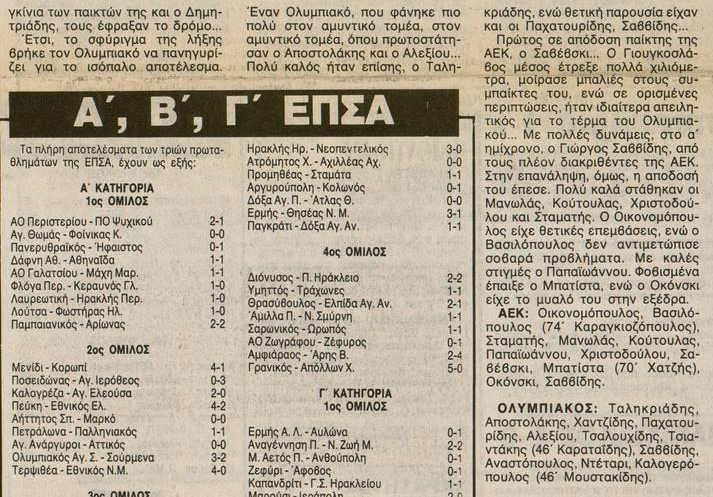 γκίνια των παικτών της και ο Δημη-
τριάδης, τους έφραξαν το δρόμο...
Έτσι, το σφύριγμα της λήξης
βρήκε τον Ολυμπιακό να πανηγυρί-
ζει για το ισόπαλο αποτέλεσμα.
Έναν Ολυμπιακό, που φάνηκε πιο
πολύ στον αμυντικό τομέα, στον
αμυντικό τομέα, όπου πρωτοστάτη-
σαν ο Αποστολάκης και ο Αλεξίου...
Πολύ καλός ήταν επίσης, ο Ταλη-
κριάδης, ενώ θετική παρουσία είχαν
και οι Παχατουρίδης, Σαββίδης...
Πρώτος σε απόδοση παίκτης της
ΑΕΚ, ο Σαβέβσκι... Ο Γιουγκοσλά-
βος μέσος έτρεξε πολλά χιλιόμε-
τρα, μοίρασε μπαλιές στους συ-
μπαίκτες του, ενώ σε ορισμένες
περιπτώσεις, ήταν ιδιαίτερα απειλη-
τικός για το τέρμα του Ολυμπια-
κού... Με πολλές δυνάμεις, στο α'
ημίχρονο, ο Γιώργος Σαββίδης, από
τους πλέον διακριθέντες της ΑΕΚ.
Στην επανάληψη, όμως, η απόδοσή
του έπεσε. Πολύ καλά στάθηκαν οι
Μανωλάς, Κούτουλας, Χριστοδού-
λου και Σταματής. Ο Οικονομόπου-
λος είχε θετικές επεμβάσεις, ενώ ο
Βασιλόπουλος δεν αντιμετώπισε
σοβαρά προβλήματα. Με καλές
στιγμές ο Παπαϊωάννου. Φοβισμένα
έπαιξε ο Μπατίστα, ενώ ο Οκόνσκι
είχε το μυαλό του στην εξέδρα.
ΑΕΚ: Οικονομόπουλος, Βασιλό-
πουλος (74' Καραγκιοζόπουλος),
Σταματής, Μανωλάς, Κούτουλας,
Παπαϊωάννου, Χριστοδούλου, Σα-
βέβσκι, Μπατίστα (70' Χατζής),
Οκόνσκι, Σαββίδης.
ΟΛΥΜΠΙΑΚΟΣ: Ταληκριάδης,
Αποστολάκης, Χαντζίδης, Παχατου-
ρίδης, Αλεξίου, Τσαλουχίδης, Τσια-
ντάκης (46' Καραταΐδης), Σαββίδης,
Αναστόπουλος, Ντέταρι, Καλογερό-
πουλος (46' Μουστακίδης).
Α', Β', Γ' ΕΠΣΑ
Τα πλήρη αποτελέσματα των τριών πρωτα-
θλημάτων της ΕΠΣΑ, έχουν ως εξής:
Α' ΚΑΤΗΓΟΡΙΑ
1ος ΟΜΙΛΟΣ
ΑΟ Περιστερίου - ΠΟ Ψυχικού 2-1
Αγ. Θωμάς - Φοίνικας Κ. 0-0
Πανερυθραϊκός - Ήφαιστος 0-1
Δάφνη Αθ. - Αθηναΐδα 1-1
ΑΟ Γαλατσίου - Μάχη Μαρ. 1-1
Φλόγα Περ. - Κεραυνός Γλ. 1-0
Λαυρεωτική - Ηρακλής Περ. 1-0
Λούτσα - Φωστήρας Ηλ. 1-0
Παμπαιανικός - Αρίωνας 2-2
2ος ΟΜΙΛΟΣ
Μενίδι - Κορωπί 4-1
Ποσειδώνας - Αγ. Ιερόθεος 0-3
Καλογρέζα - Αγ. Ελεούσα 2-0
Πεύκη - Εθνικός Ελ. 4-2
Αήττητος Σπ. - Μαρκό 0-0
Πετράλωνα - Παλληνιακός 1-1
Αγ. Ανάργυροι - Αττικός 0-0
Ολυμπιακός Αγ. Σ. - Σούρμενα 3-2
Τερψιθέα - Εθνικός Ν.Μ. 4-0
3ος ΟΜΙΛΟΣ
Ηρακλής Ηρ. - Νεοπεντελικός 3-0
Ατρόμητος Χ. - Αχιλλέας Αχ. 0-0
Προμηθέας - Σταμάτα 1-1
Αργυρούπολη - Κολωνός 0-1
Δόξα Αγ. Π. - Άτλας Θ. 0-0
Ερμής - Θησέας Ν. Μ. 3-1
Παγκράτι - Δόξα Αγ. Αν. 1-1
4ος ΟΜΙΛΟΣ
Διόνυσος - Π. Ηράκλειο 2-2
Υμηττός - Τράχωνες 1-1
Θρασύβουλος - Ελπίδα Αγ. Αν. 2-1
Άμιλλα Π. - Ν. Σμύρνη 1-1
Σαρωνικός - Ωρωπός 1-1
ΑΟ Ζωγράφου - Ζέφυρος 0-1
Αμφιάραος - Άρης Β. 2-4
Γρανικός - Απόλλων Χ. 5-0
Γ' ΚΑΤΗΓΟΡΙΑ
1ος ΟΜΙΛΟΣ
Ερμής Α. Λ. - Αυλώνα 0-1
Αναγέννηση Π. - Ν. Ζωή Μ. 2-2
Μ. Αετός Π. - Ανθούπολη 0-1
Ζεφύρι - Άφοβος 0-1
Καπανδρίτι - Γ.Σ. Ηρακλείου 1-1
Μαρούσι - Ιεράπολη 2-0